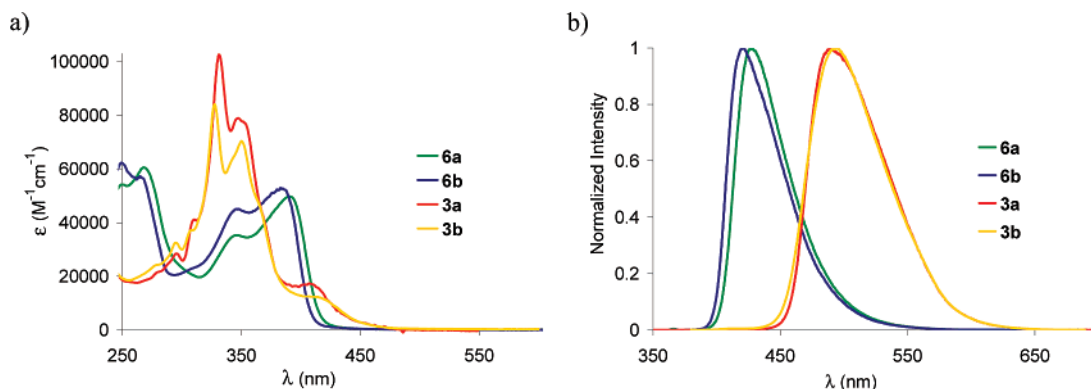 a)
100000
80000
60000
40000
20000
0
ε (M⁻¹cm⁻¹)
250 350 450 550
λ (nm)
6a
6b
3a
3b
b)
1
0.8
0.6
0.4
0.2
0
Normalized Intensity
350 450 550 650
λ (nm)
6a
6b
3a
3b